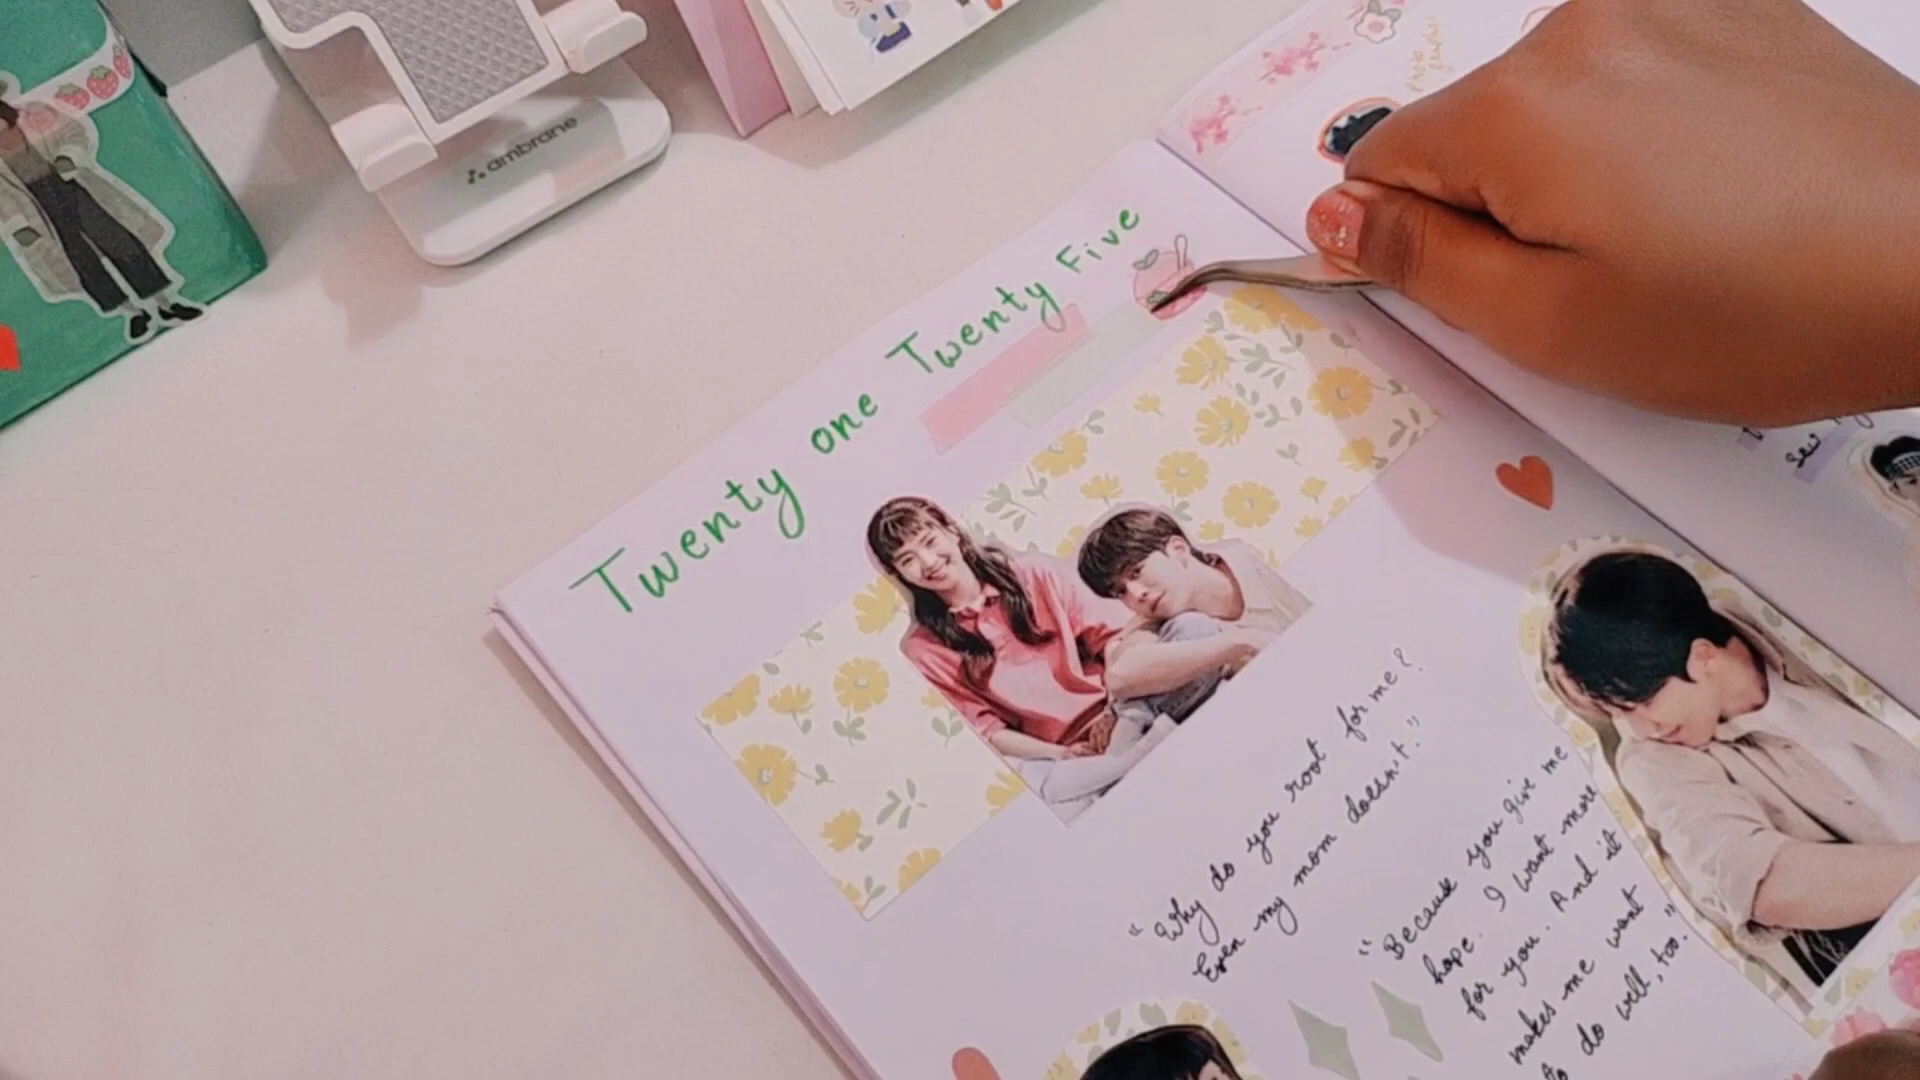 ambrane
Twenty one Twenty Five
"Why do you root for me?
Even my mom doesn't."
"Because you give me
hope. I want more
for you. And it
makes me want
to do well, too."